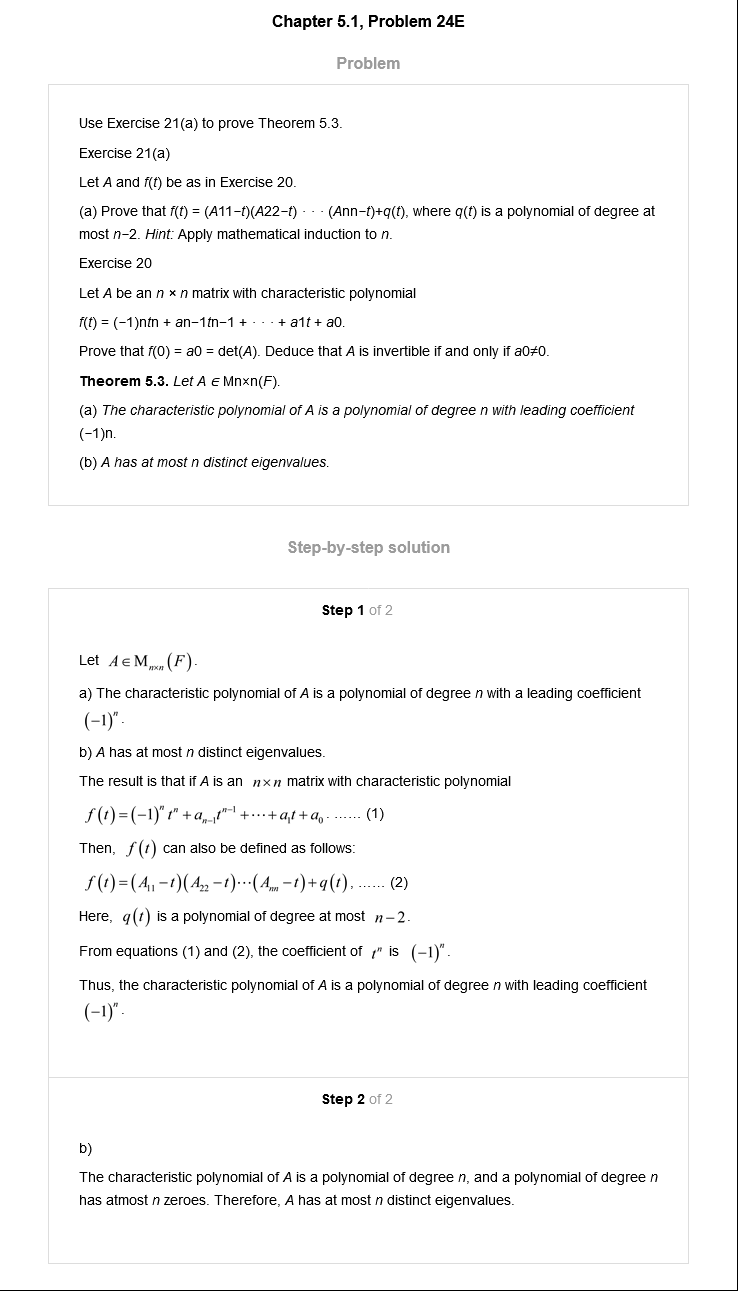 Chapter 5.1, Problem 24E
Problem
Use Exercise 21(a) to prove Theorem 5.3.
Exercise 21(a)
Let A and f(t) be as in Exercise 20.
(a) Prove that f(t) = (A11−t)(A22−t) · · · (Ann−t)+q(t), where q(t) is a polynomial of degree at
most n−2. Hint: Apply mathematical induction to n.
Exercise 20
Let A be an n × n matrix with characteristic polynomial
f(t) = (−1)ntn + an−1tn−1 + · · · + a1t + a0.
Prove that f(0) = a0 = det(A). Deduce that A is invertible if and only if a0≠0.
Theorem 5.3. Let A ∈ Mn×n(F).
(a) The characteristic polynomial of A is a polynomial of degree n with leading coefficient
(−1)n.
(b) A has at most n distinct eigenvalues.
Step-by-step solution
Step 1 of 2
Let A ∈ M_{n×n}(F).
a) The characteristic polynomial of A is a polynomial of degree n with a leading coefficient
(−1)^n.
b) A has at most n distinct eigenvalues.
The result is that if A is an n×n matrix with characteristic polynomial
f(t)=(−1)^n t^n + a_{n−1}t^{n−1} +⋯+ a_1t + a_0. ...... (1)
Then, f(t) can also be defined as follows:
f(t)=(A_{11}−t)(A_{22}−t)⋯(A_{nn}−t)+q(t), ...... (2)
Here, q(t) is a polynomial of degree at most n−2.
From equations (1) and (2), the coefficient of t^n is (−1)^n.
Thus, the characteristic polynomial of A is a polynomial of degree n with leading coefficient
(−1)^n.
Step 2 of 2
b)
The characteristic polynomial of A is a polynomial of degree n, and a polynomial of degree n
has atmost n zeroes. Therefore, A has at most n distinct eigenvalues.